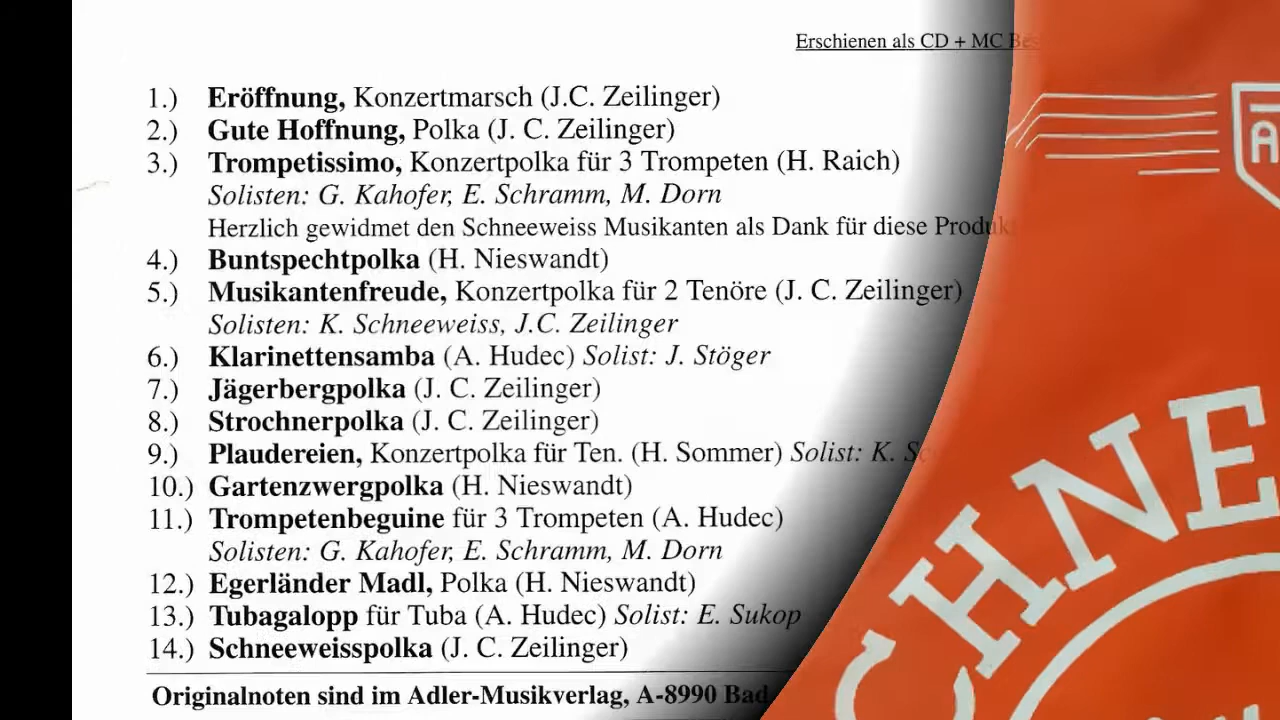 Erschienen als CD + MC
1.) Eröffnung, Konzertmarsch (J.C. Zeilinger)
2.) Gute Hoffnung, Polka (J. C. Zeilinger)
3.) Trompetissimo, Konzertpolka für 3 Trompeten (H. Raich)
Solisten: G. Kahofer, E. Schramm, M. Dorn
Herzlich gewidmet den Schneeweiss Musikanten als Dank für diese
4.) Buntspechtpolka (H. Nieswandt)
5.) Musikantenfreude, Konzertpolka für 2 Tenöre (J. C. Zeilinger)
Solisten: K. Schneeweiss, J.C. Zeilinger
6.) Klarinettensamba (A. Hudec) Solist: J. Stöger
7.) Jägerbergpolka (J. C. Zeilinger)
8.) Strochnerpolka (J. C. Zeilinger)
9.) Plaudereien, Konzertpolka für Ten. (H. Sommer) Solist: K.
10.) Gartenzwergpolka (H. Nieswandt)
11.) Trompetenbeguine für 3 Trompeten (A. Hudec)
Solisten: G. Kahofer, E. Schramm, M. Dorn
12.) Egerländer Madl, Polka (H. Nieswandt)
13.) Tubagalopp für Tuba (A. Hudec) Solist: E. Sukop
14.) Schneeweisspolka (J. C. Zeilinger)
Originalnoten sind im Adler-Musikverlag, A-8990 Bad
CHNE